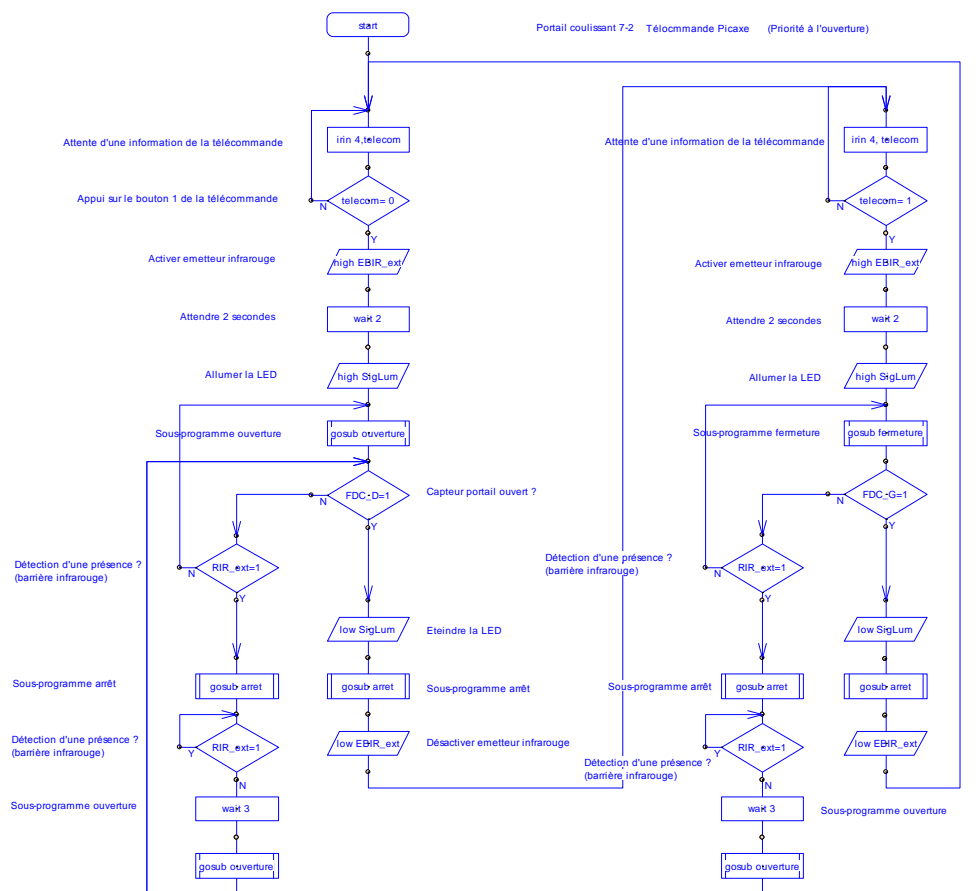 start
Portail coulissant 7-2 Télocmmande Picaxe (Priorité à l'ouverture)
Attente d'une information de la télécommande
irin 4,telecom
Appui sur le bouton 1 de la télécommande
telecom= 0
N
Y
Activer emetteur infrarouge
high EBIR_ext
Attendre 2 secondes
wait 2
Allumer la LED
high SigLum
Sous-programme ouverture
gosub ouverture
FDC_D=1
N
Y
Capteur portail ouvert ?
Détection d'une présence ?
(barrière infrarouge)
RIR_ext=1
N
Y
low SigLum
Eteindre la LED
Sous-programme arrêt
gosub arret
gosub arret
Sous-programme arrêt
Détection d'une présence ?
(barrière infrarouge)
RIR_ext=1
Y
N
low EBIR_ext
Désactiver emetteur infrarouge
Sous-programme ouverture
wait 3
gosub ouverture
Attente d'une information de la télécommande
irin 4, telecom
telecom= 1
N
Y
Activer emetteur infrarouge
high EBIR_ext
Attendre 2 secondes
wait 2
Allumer la LED
high SigLum
Sous-programme fermeture
gosub fermeture
FDC_G=1
N
Y
Détection d'une présence ?
(barrière infrarouge)
RIR_ext=1
N
Y
low SigLum
Sous-programme arrêt
gosub arret
gosub arret
RIR_ext=1
Y
N
low EBIR_ext
Détection d'une présence ?
(barrière infrarouge)
wait 3
Sous-programme ouverture
gosub ouverture